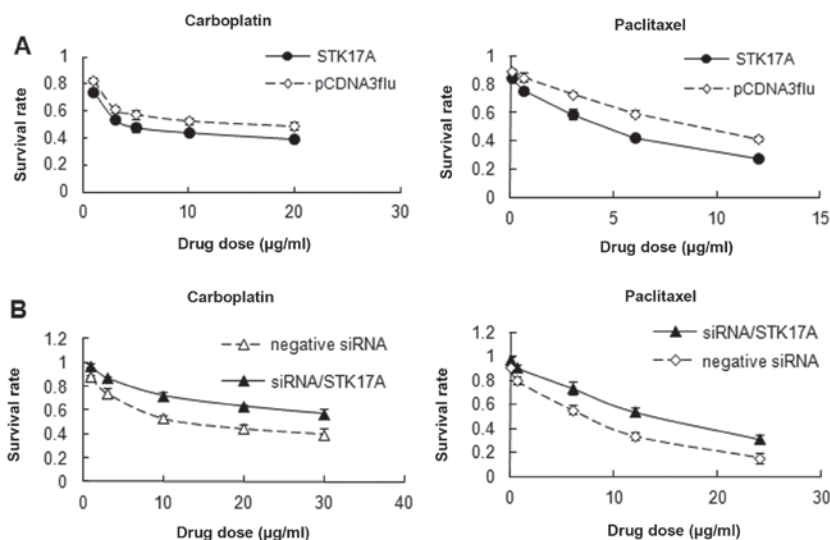 A
Carboplatin
Survival rate
1
0.8
0.6
0.4
0.2
0
STK17A
pCDNA3flu
0 10 20 30
Drug dose (µg/ml)
Paclitaxel
Survival rate
1
0.8
0.6
0.4
0.2
0
STK17A
pCDNA3flu
0 5 10 15
Drug dose (µg/ml)
B
Carboplatin
Survival rate
1.2
1
0.8
0.6
0.4
0.2
0
negative siRNA
siRNA/STK17A
0 10 20 30 40
Drug dose (µg/ml)
Paclitaxel
Survival rate
1.2
1
0.8
0.6
0.4
0.2
0
siRNA/STK17A
negative siRNA
0 10 20 30
Drug dose (µg/ml)